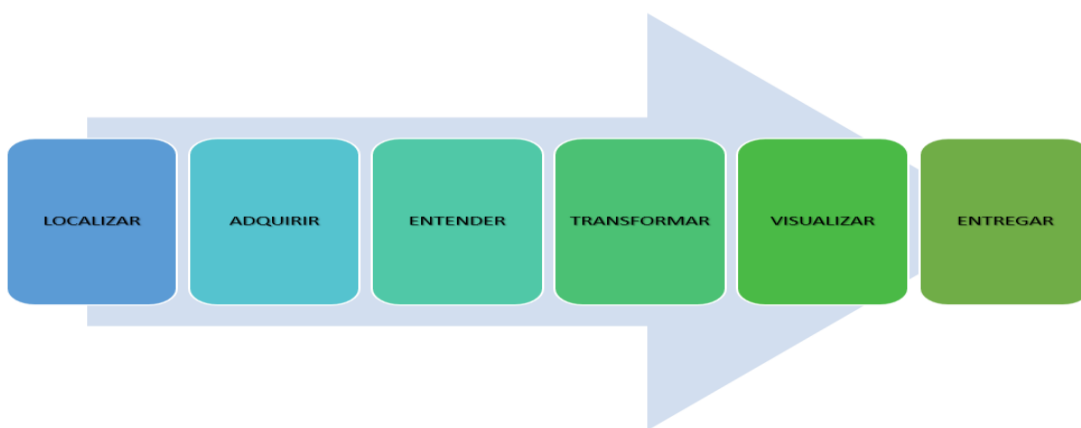 LOCALIZAR
ADQUIRIR
ENTENDER
TRANSFORMAR
VISUALIZAR
ENTREGAR